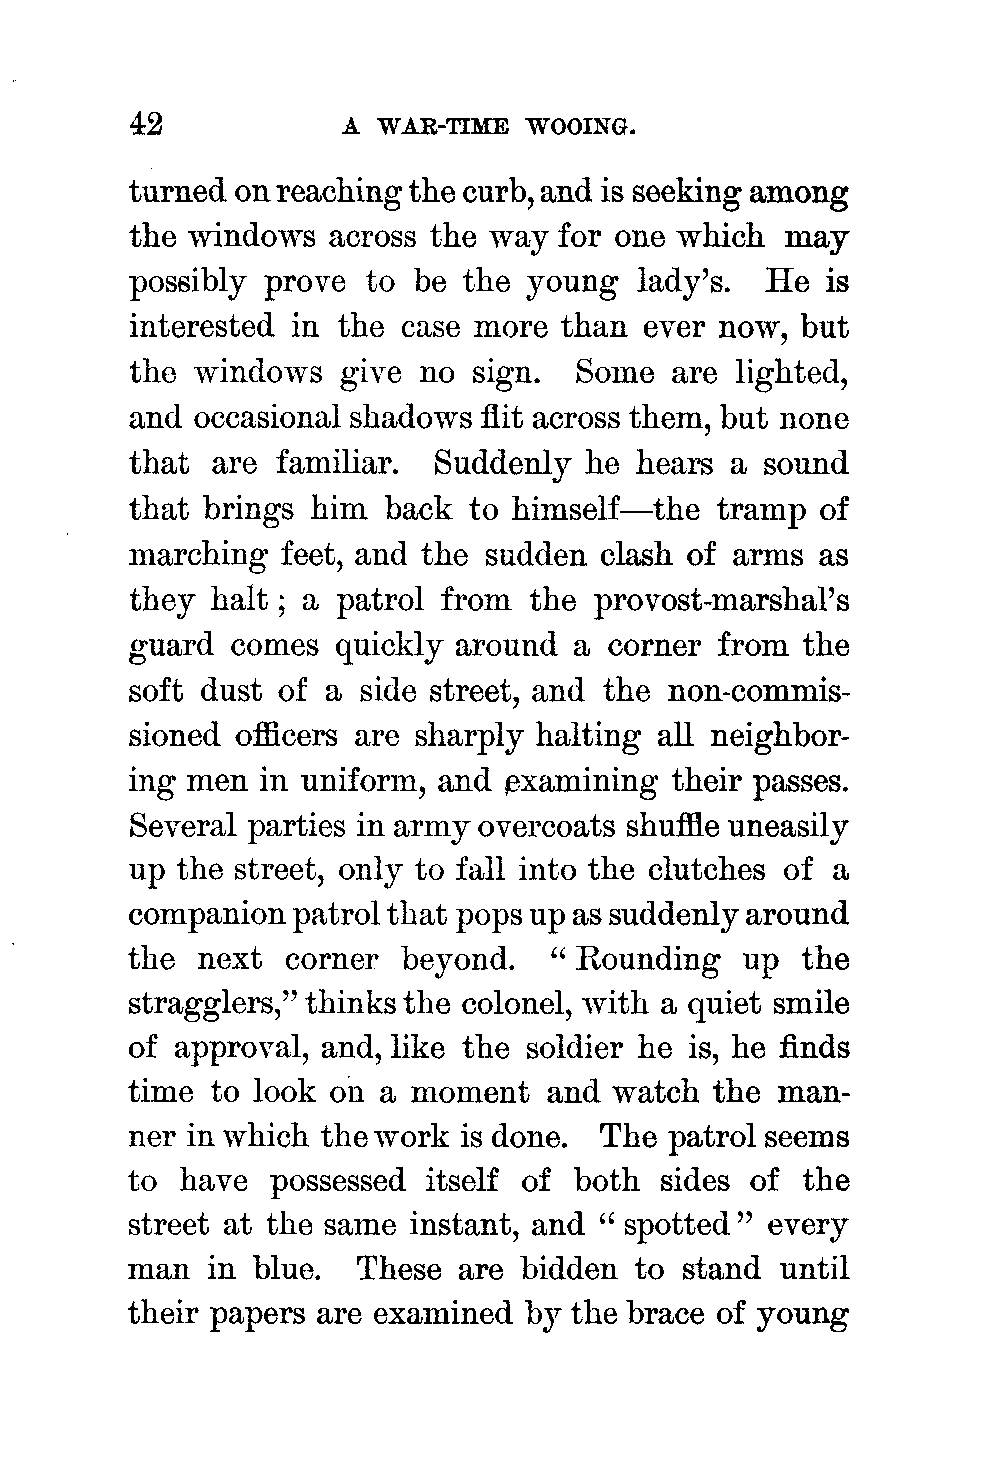 42 A WAR-TIME WOOING.
turned on reaching the curb, and is seeking among
the windows across the way for one which may
possibly prove to be the young lady's. He is
interested in the case more than ever now, but
the windows give no sign. Some are lighted,
and occasional shadows flit across them, but none
that are familiar. Suddenly he hears a sound
that brings him back to himself—the tramp of
marching feet, and the sudden clash of arms as
they halt ; a patrol from the provost-marshal's
guard comes quickly around a corner from the
soft dust of a side street, and the non-commis-
sioned officers are sharply halting all neighbor-
ing men in uniform, and examining their passes.
Several parties in army overcoats shuffle uneasily
up the street, only to fall into the clutches of a
companion patrol that pops up as suddenly around
the next corner beyond. “ Rounding up the
stragglers,” thinks the colonel, with a quiet smile
of approval, and, like the soldier he is, he finds
time to look on a moment and watch the man-
ner in which the work is done. The patrol seems
to have possessed itself of both sides of the
street at the same instant, and “ spotted ” every
man in blue. These are bidden to stand until
their papers are examined by the brace of young